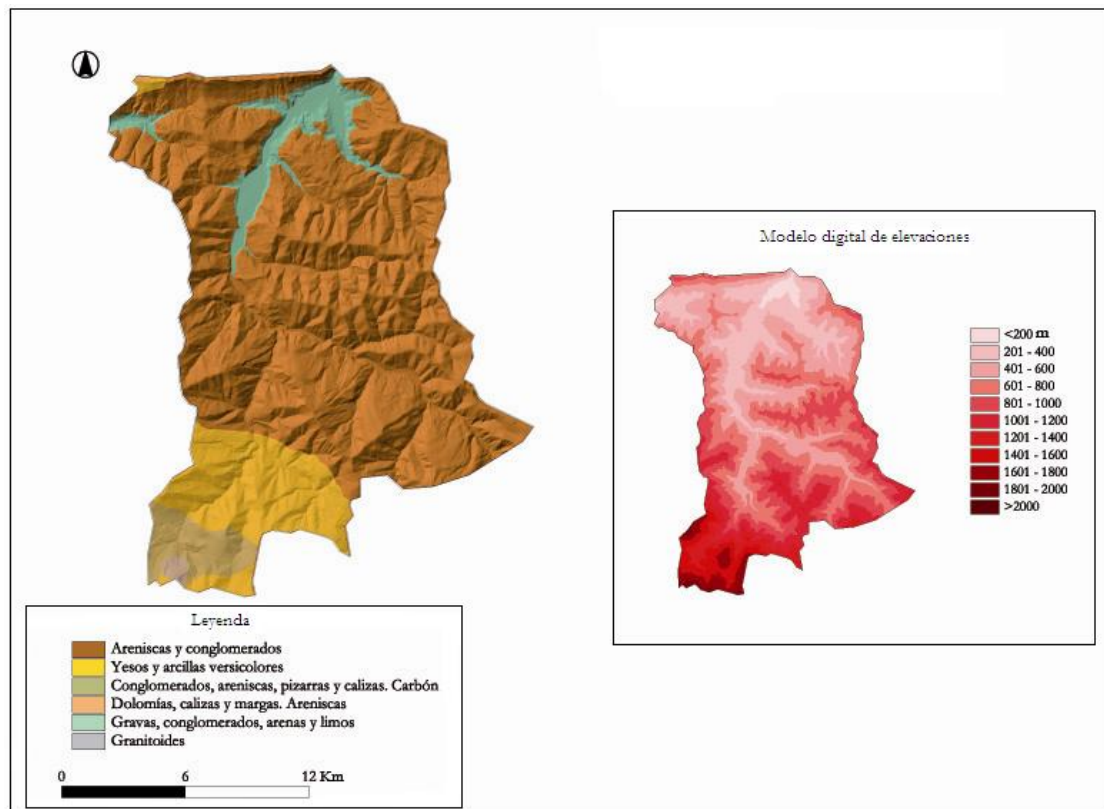 Modelo digital de elevaciones
<200 m
201 - 400
401 - 600
601 - 800
801 - 1000
1001 - 1200
1201 - 1400
1401 - 1600
1601 - 1800
1801 - 2000
>2000
Leyenda
Areniscas y conglomerados
Yesos y arcillas versicolores
Conglomerados, areniscas, pizarras y calizas. Carbón
Dolomías, calizas y margas. Areniscas
Gravas, conglomerados, arenas y limos
Granitoides
0 6 12 Km